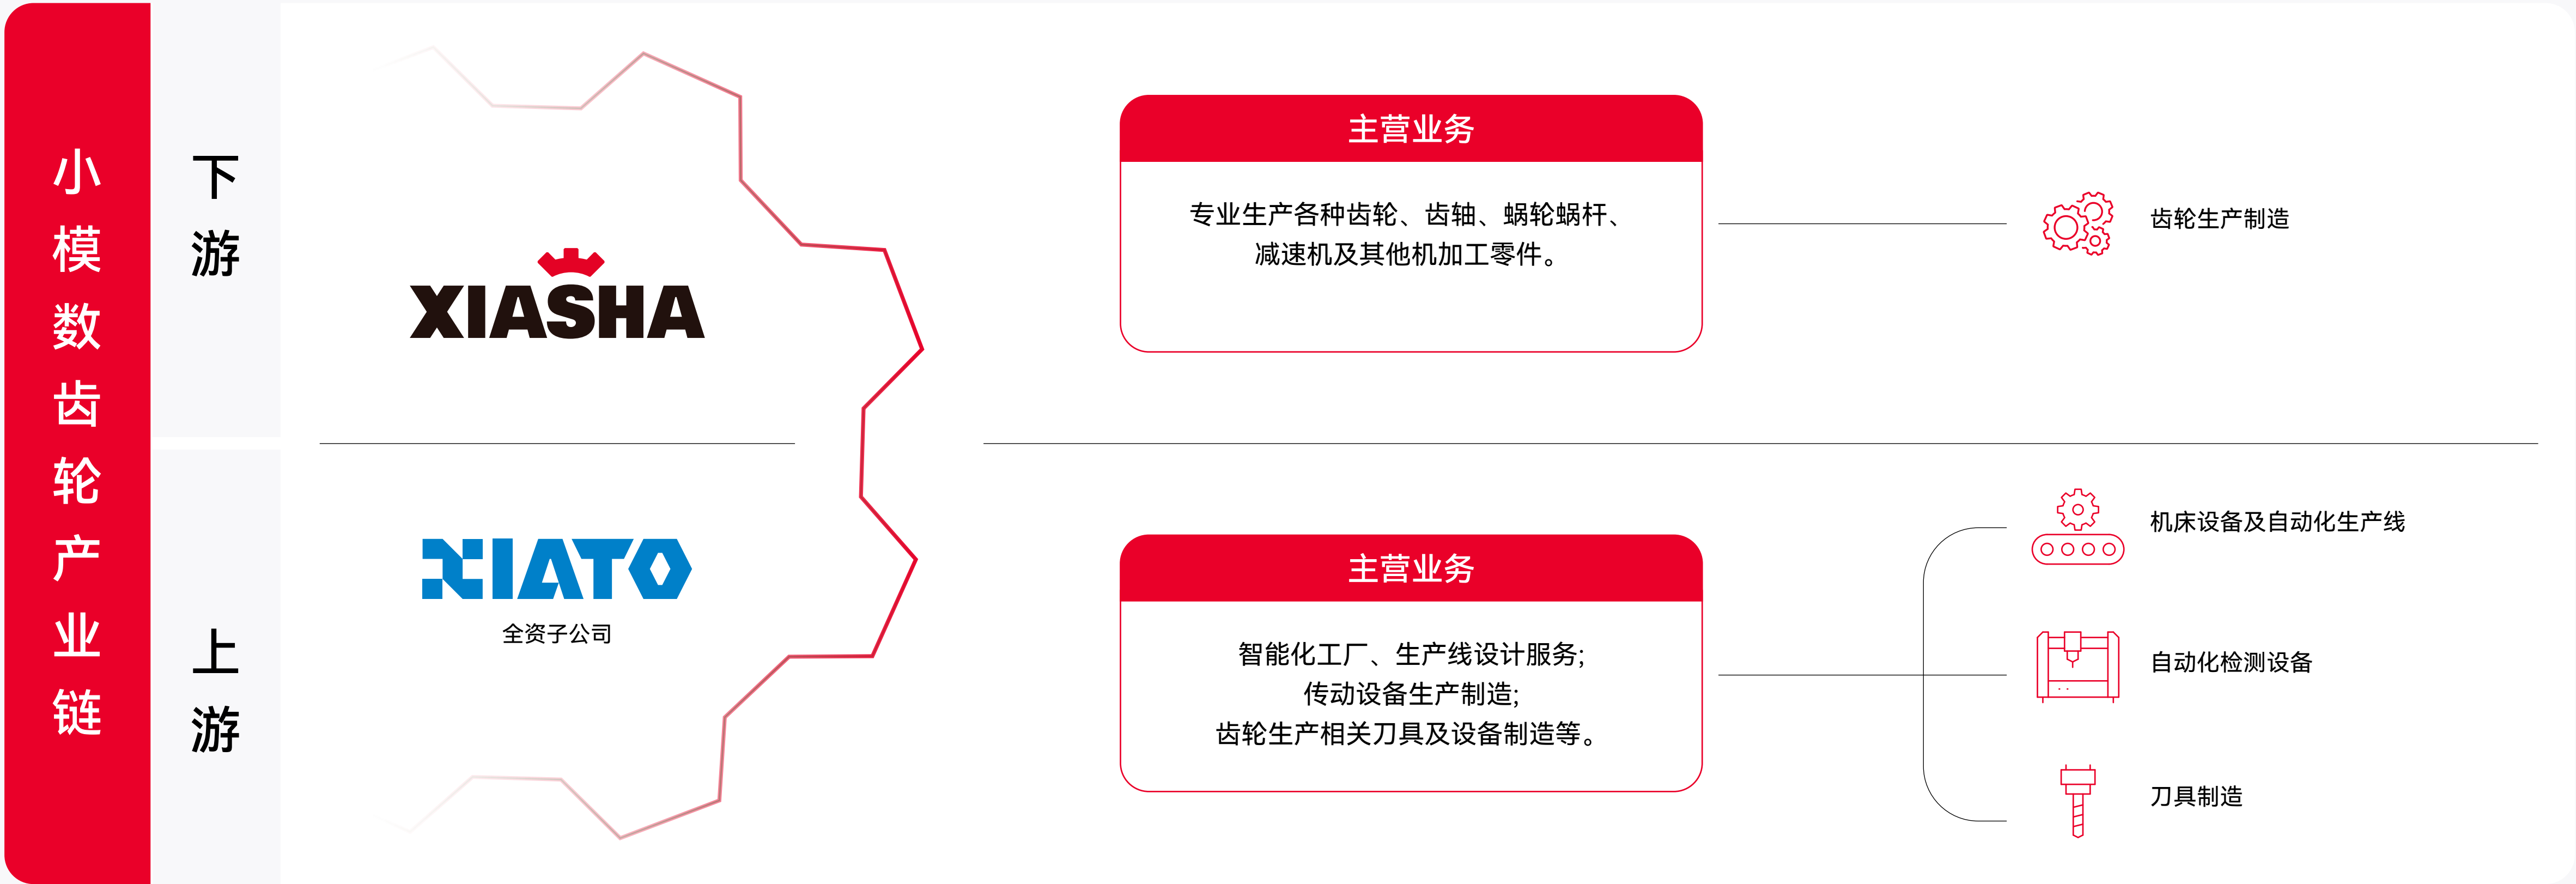 小模数齿轮产业链
下游
XIASHA
主营业务
专业生产各种齿轮、齿轴、蜗轮蜗杆、
减速机及其他机加工零件。
齿轮生产制造
上游
XIATO
全资子公司
主营业务
智能化工厂、生产线设计服务;
传动设备生产制造;
齿轮生产相关刀具及设备制造等。
机床设备及自动化生产线
自动化检测设备
刀具制造